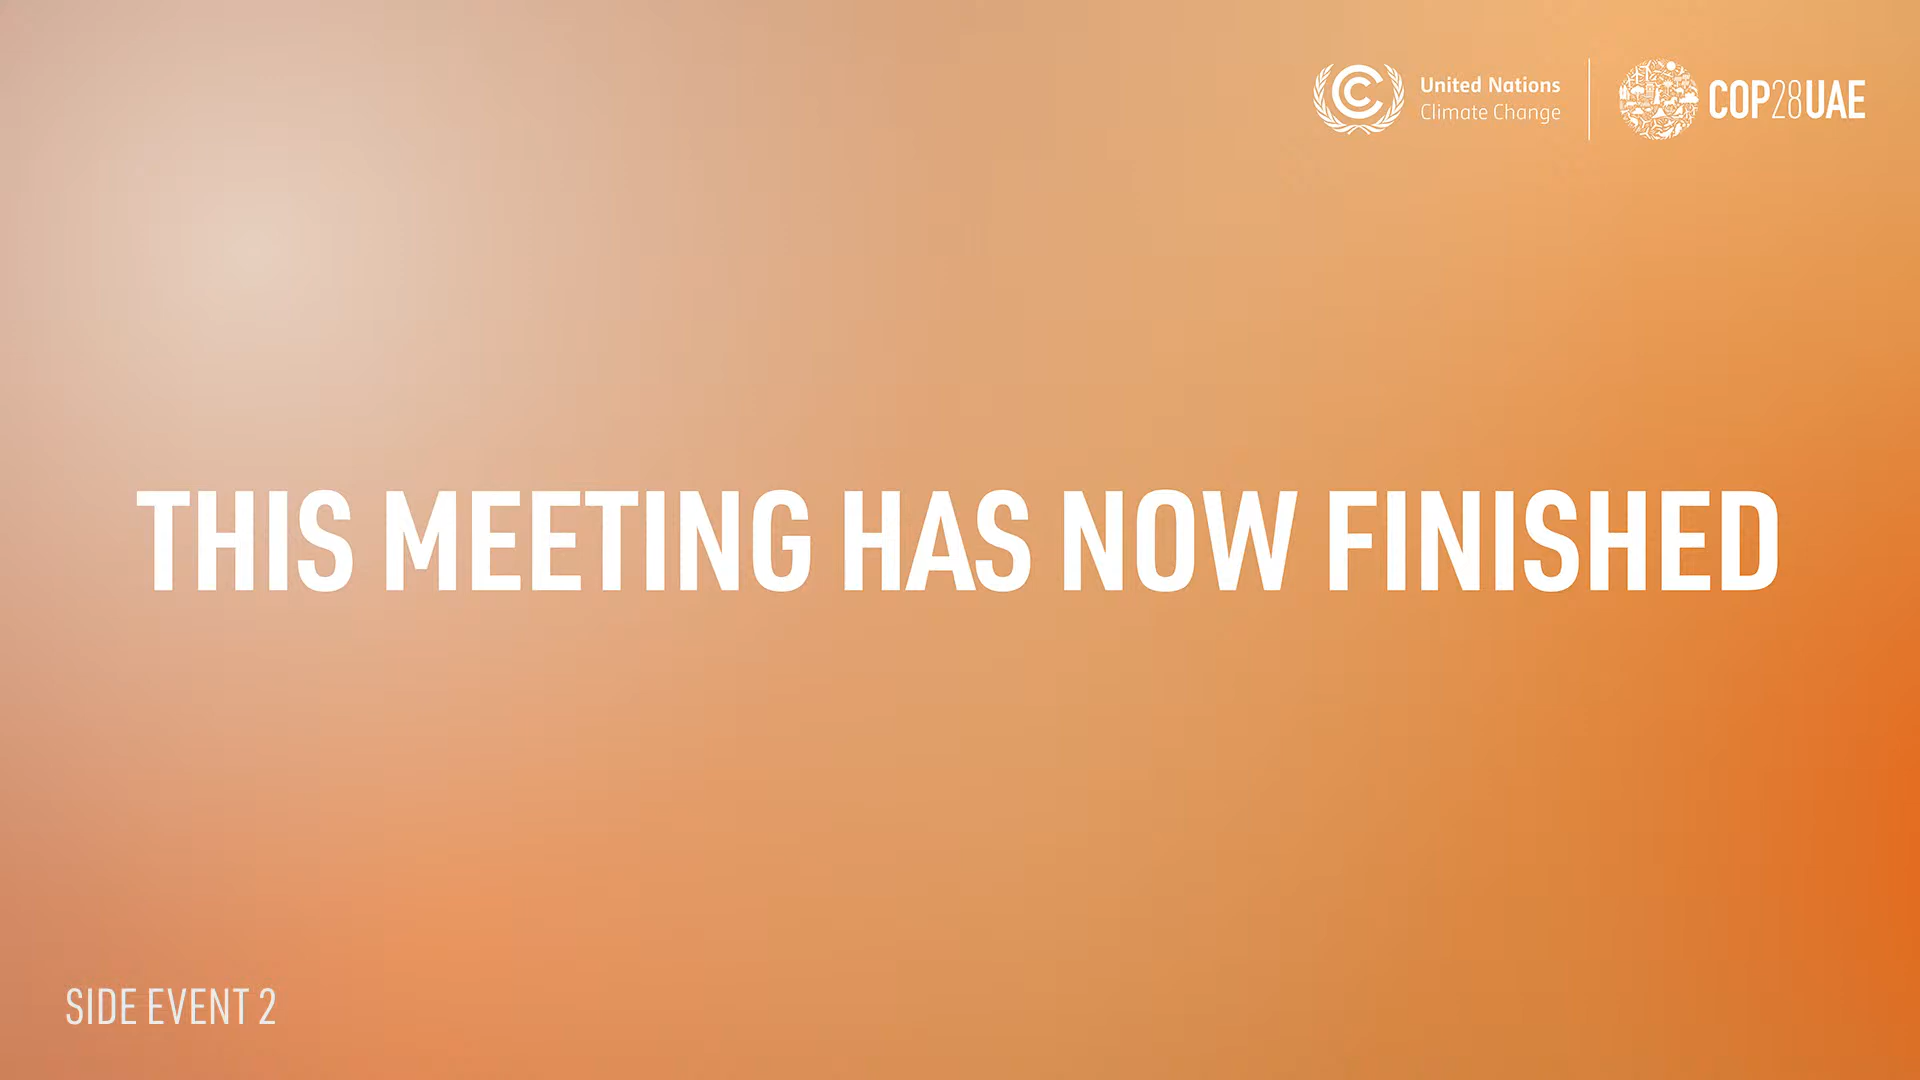 United Nations
Climate Change
COP28UAE
THIS MEETING HAS NOW FINISHED
SIDE EVENT 2